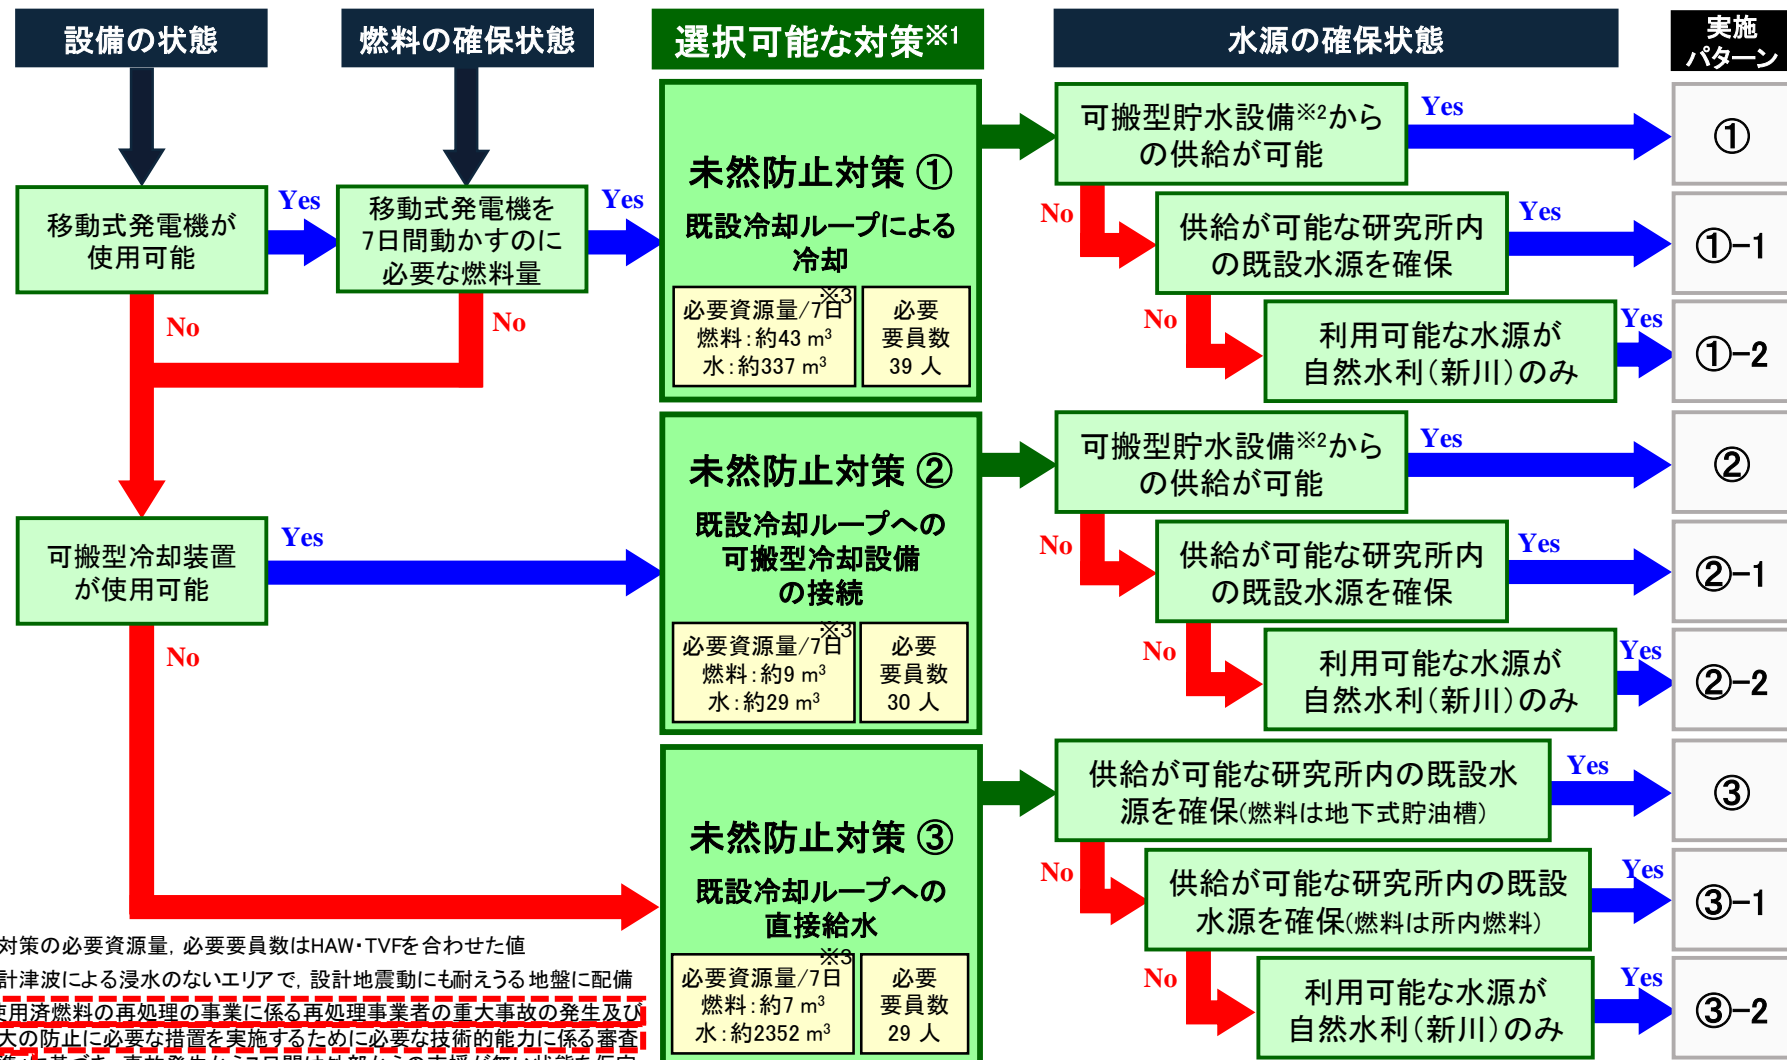 設備の状態
燃料の確保状態
選択可能な対策※1
水源の確保状態
実施
パターン
移動式発電機が
使用可能
Yes
No
移動式発電機を
7日間動かすのに
必要な燃料量
Yes
No
可搬型冷却装置
が使用可能
Yes
No
未然防止対策 ①
既設冷却ループによる
冷却
※3
必要資源量/7日
燃料：約43 m³
水：約337 m³
必要
要員数
39 人
可搬型貯水設備※2から
の供給が可能
Yes
①
No
供給が可能な研究所内
の既設水源を確保
Yes
①-1
No
利用可能な水源が
自然水利（新川）のみ
Yes
①-2
未然防止対策 ②
既設冷却ループへの
可搬型冷却設備
の接続
※3
必要資源量/7日
燃料：約9 m³
水：約29 m³
必要
要員数
30 人
可搬型貯水設備※2から
の供給が可能
Yes
②
No
供給が可能な研究所内
の既設水源を確保
Yes
②-1
No
利用可能な水源が
自然水利（新川）のみ
Yes
②-2
未然防止対策 ③
既設冷却ループへの
直接給水
※3
必要資源量/7日
燃料：約7 m³
水：約2352 m³
必要
要員数
29 人
供給が可能な研究所内の既設水
源を確保(燃料は地下式貯油槽)
Yes
③
No
供給が可能な研究所内の既設
水源を確保(燃料は所内燃料)
Yes
③-1
No
利用可能な水源が
自然水利（新川）のみ
Yes
③-2
対策の必要資源量，必要要員数はHAW・TVFを合わせた値
計津波による浸水のないエリアで，設計地震動にも耐えうる地盤に配備
使用済燃料の再処理の事業に係る再処理事業者の重大事故の発生及び
大の防止に必要な措置を実施するために必要な技術的能力に係る審査